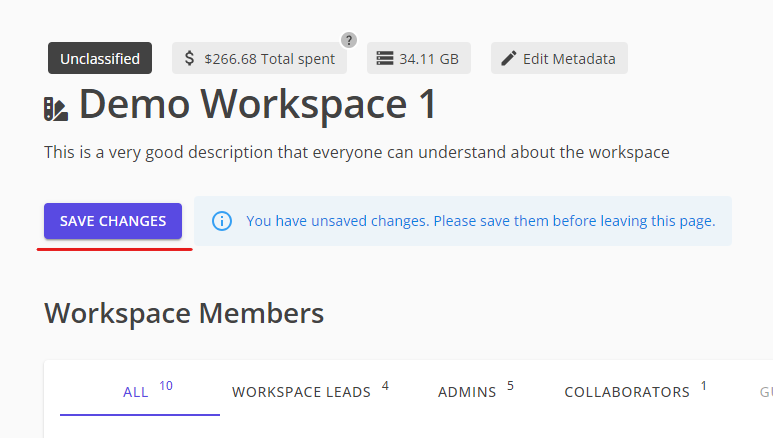 ?
Unclassified $ $266.68 Total spent 34.11 GB Edit Metadata
Demo Workspace 1
This is a very good description that everyone can understand about the workspace
SAVE CHANGES You have unsaved changes. Please save them before leaving this page.
Workspace Members
ALL 10 WORKSPACE LEADS 4 ADMINS 5 COLLABORATORS 1